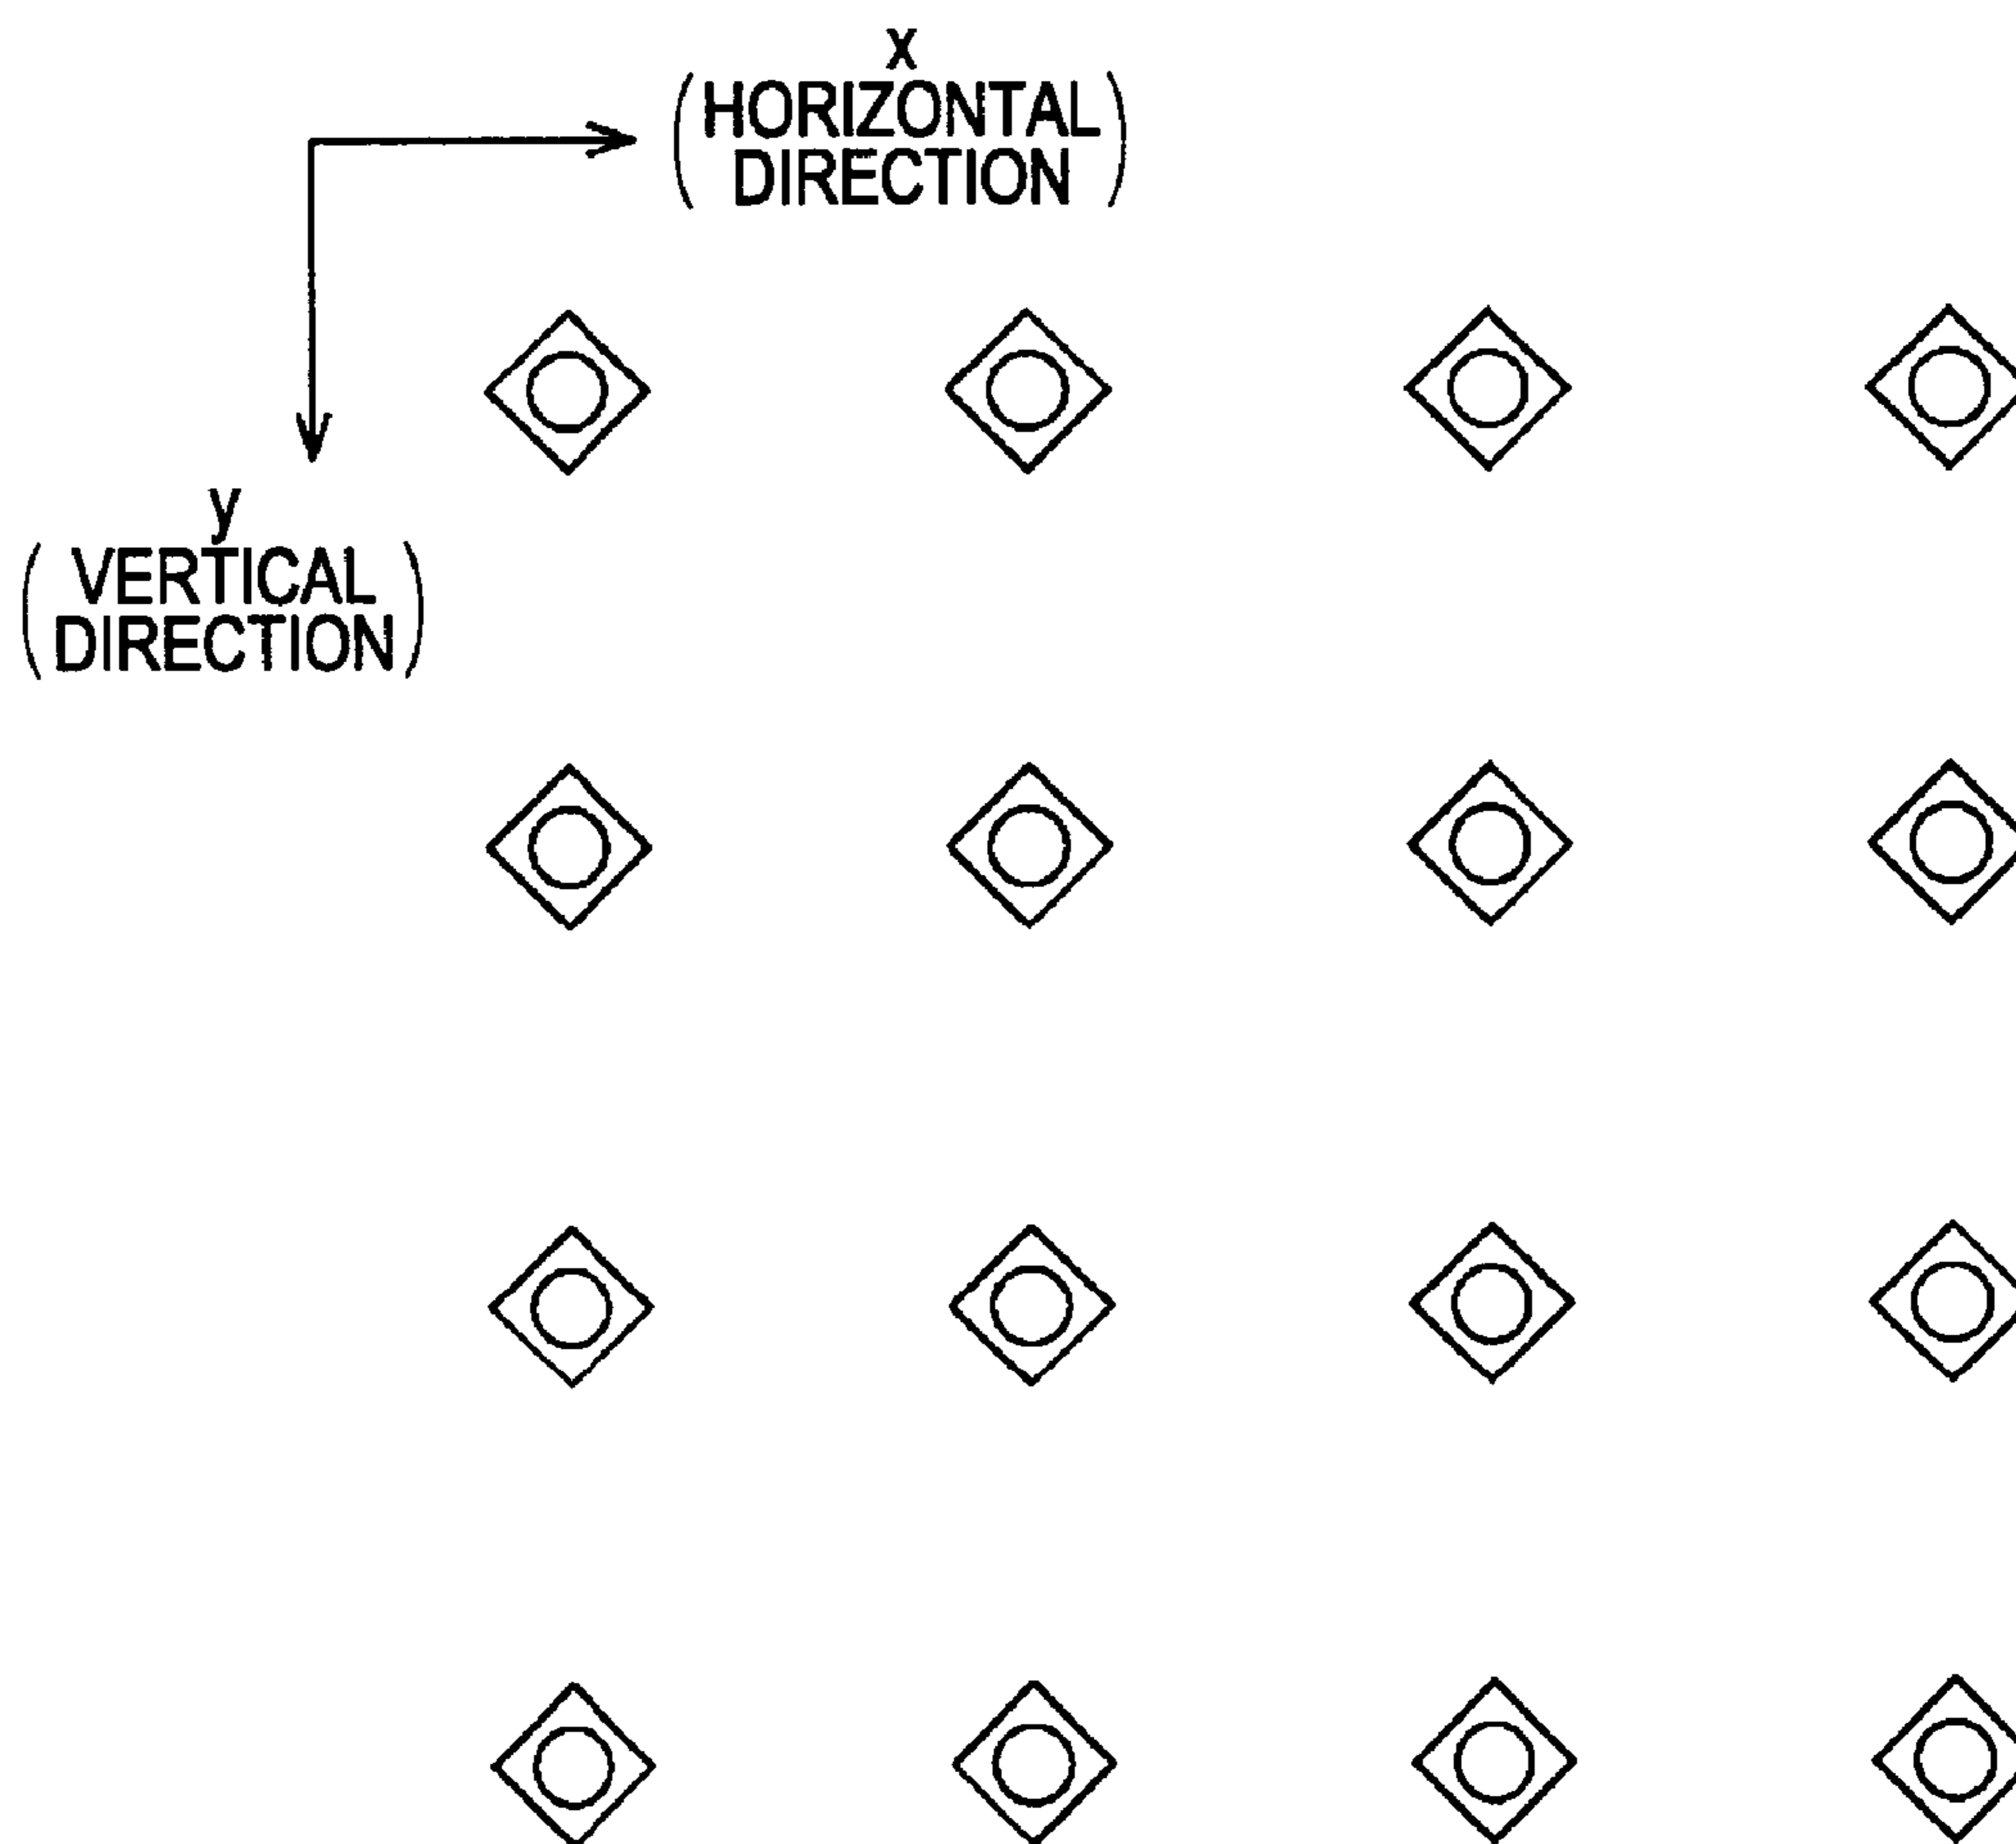 x
(HORIZONTAL
DIRECTION)
y
(VERTICAL
DIRECTION)